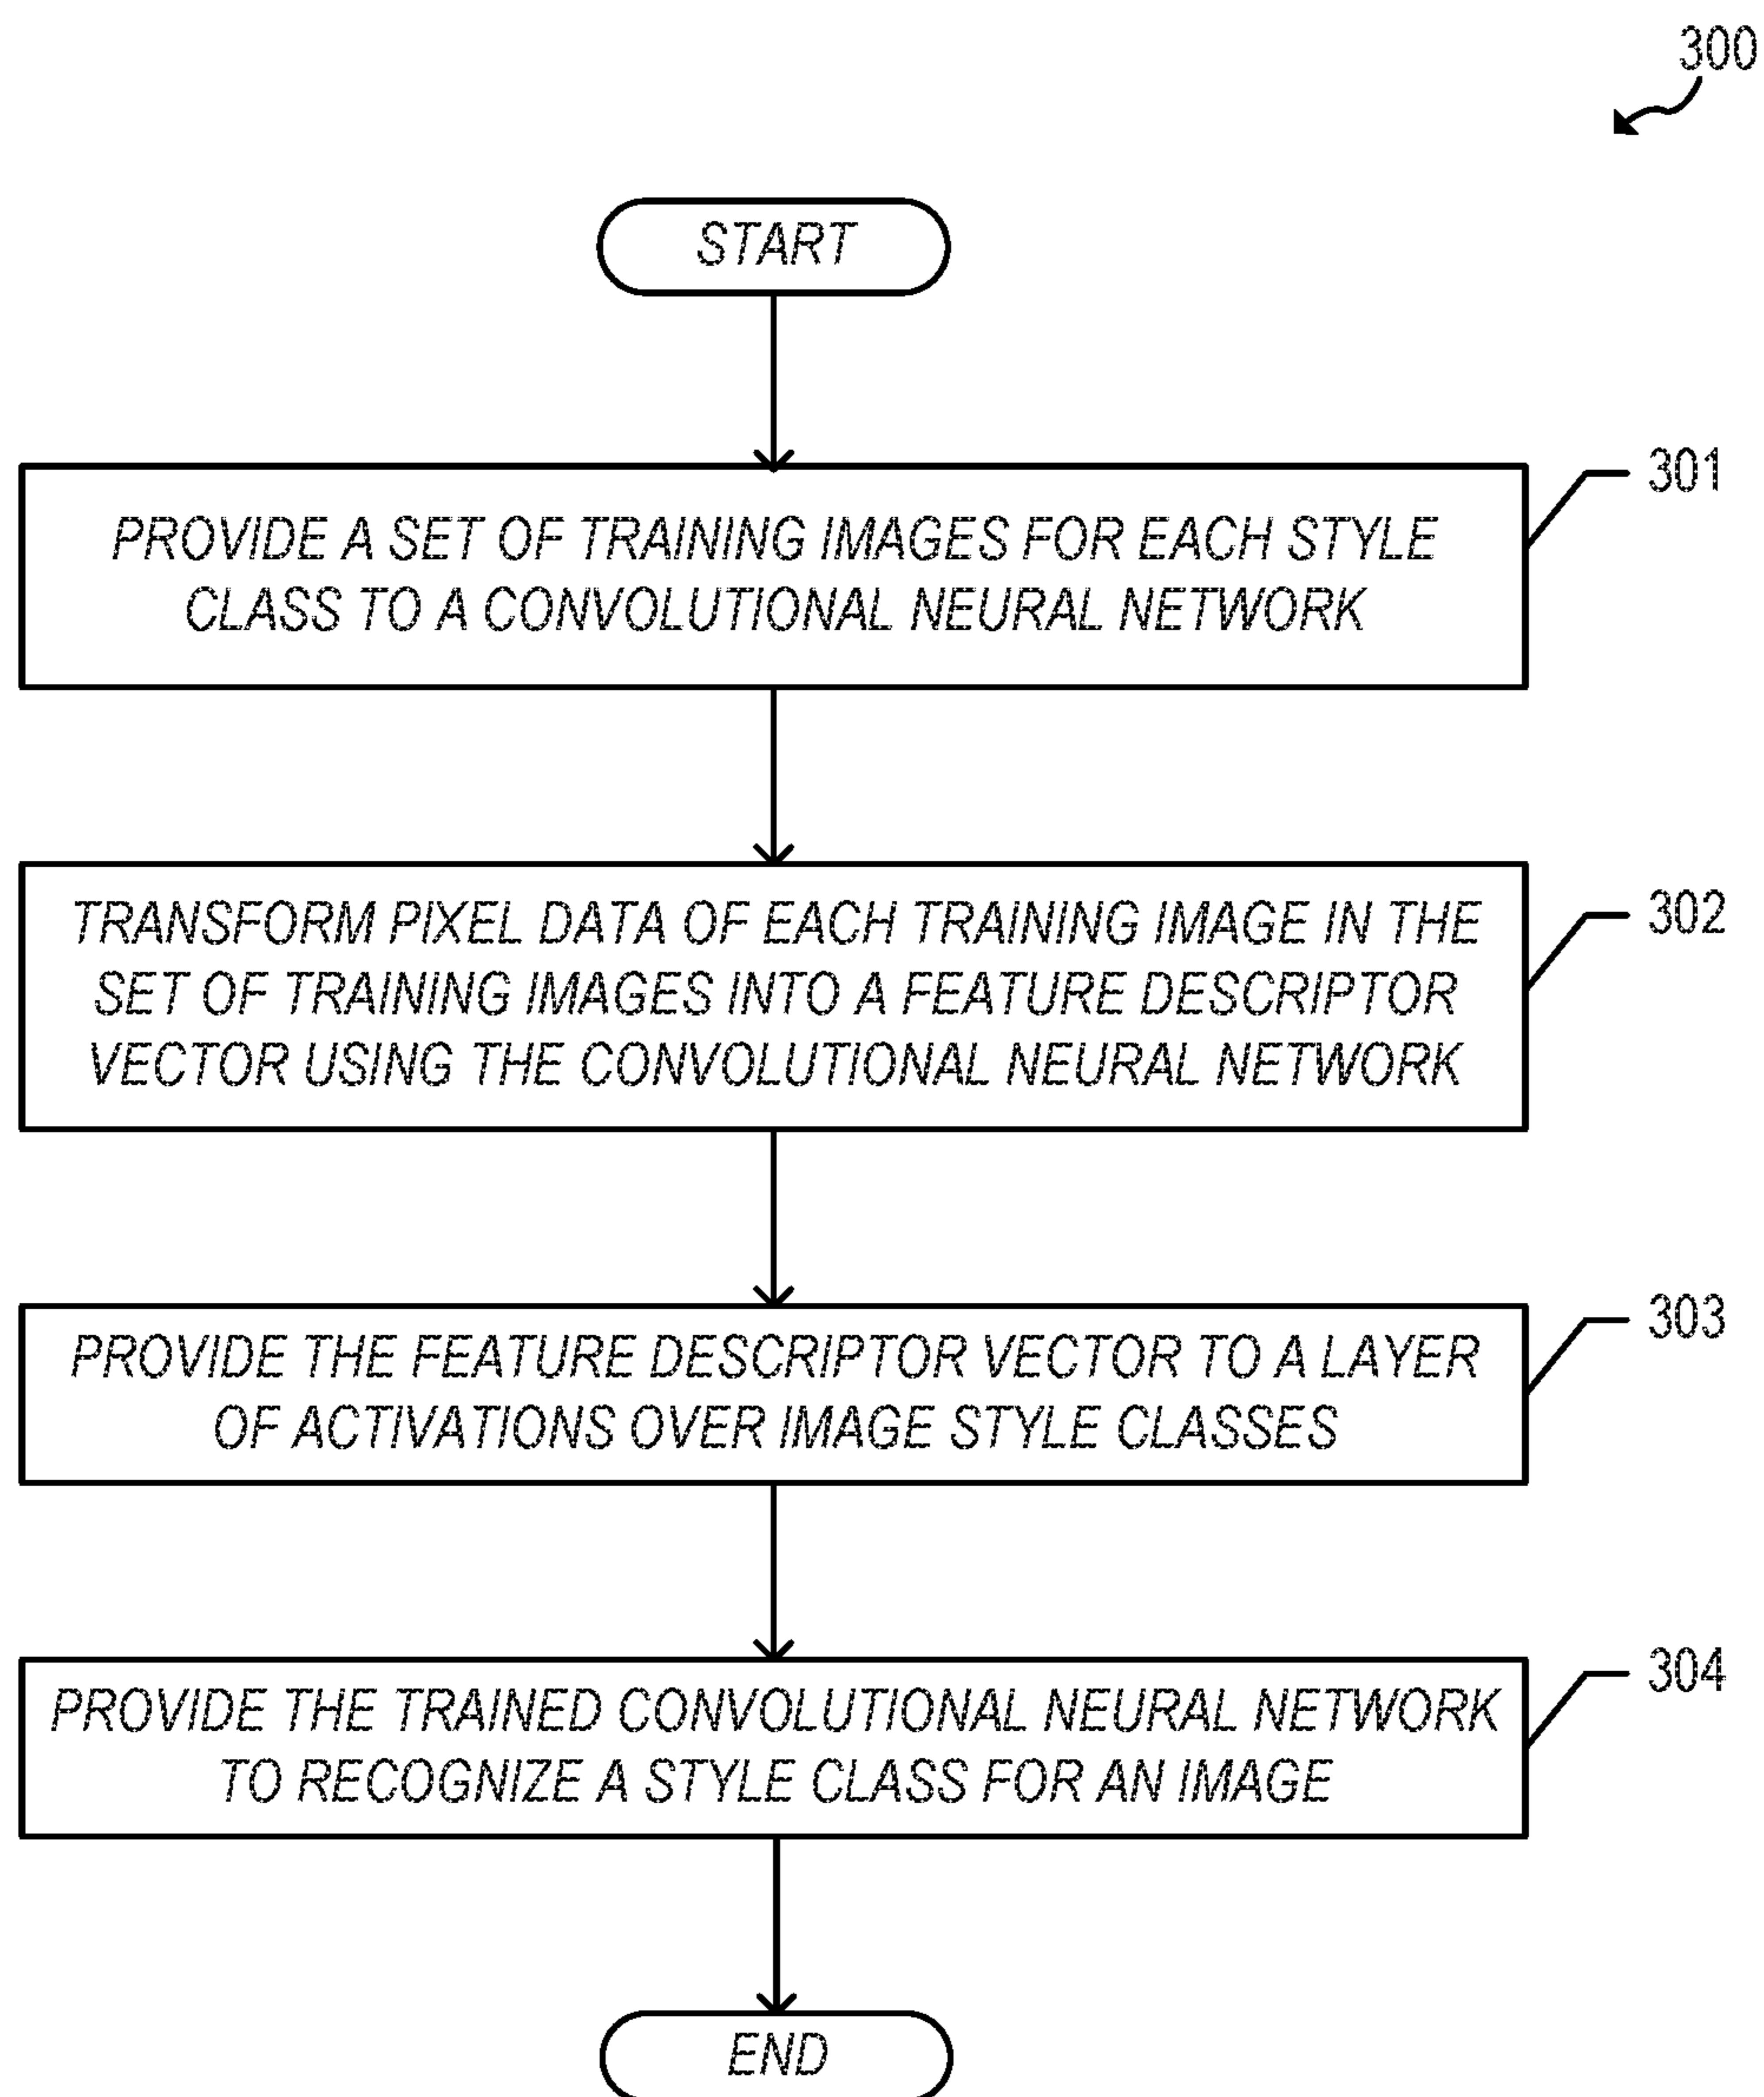 300
START
PROVIDE A SET OF TRAINING IMAGES FOR EACH STYLE
CLASS TO A CONVOLUTIONAL NEURAL NETWORK
301
TRANSFORM PIXEL DATA OF EACH TRAINING IMAGE IN THE
SET OF TRAINING IMAGES INTO A FEATURE DESCRIPTOR
VECTOR USING THE CONVOLUTIONAL NEURAL NETWORK
302
PROVIDE THE FEATURE DESCRIPTOR VECTOR TO A LAYER
OF ACTIVATIONS OVER IMAGE STYLE CLASSES
303
PROVIDE THE TRAINED CONVOLUTIONAL NEURAL NETWORK
TO RECOGNIZE A STYLE CLASS FOR AN IMAGE
304
END